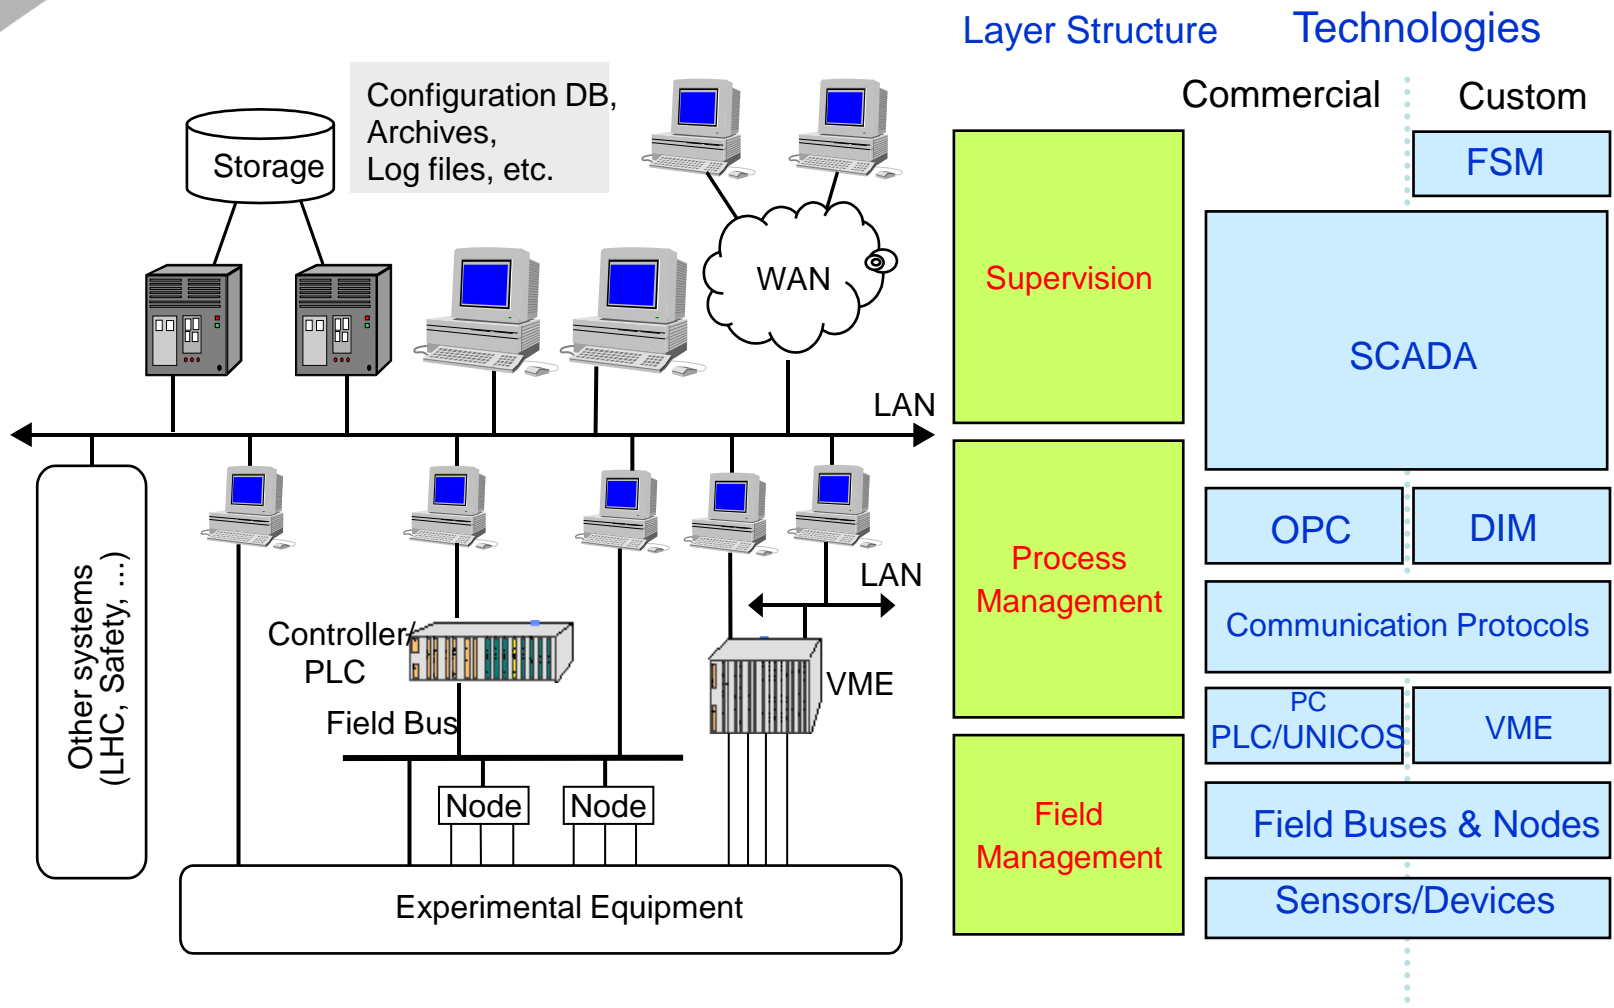 Layer Structure
Technologies
Commercial
Custom
Configuration DB,
Archives,
Log files, etc.
Storage
WAN
LAN
Other systems
(LHC, Safety, ...)
LAN
Controller/
PLC
VME
Field Bus
Node
Node
Experimental Equipment
Supervision
Process
Management
Field
Management
FSM
SCADA
OPC
DIM
Communication Protocols
PC
PLC/UNICOS
VME
Field Buses & Nodes
Sensors/Devices